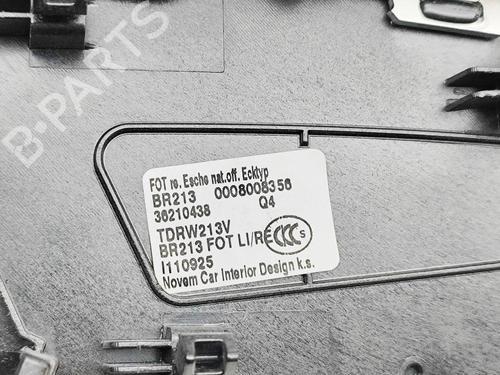 B-PARTS
FOT re. Esche nat.off. Ecktyp
BR213 0008008356
36210438 Q4
TDRW213V
BR213 FOT LI/RE CCC S
I110925
Novem Car Interior Design k.s.